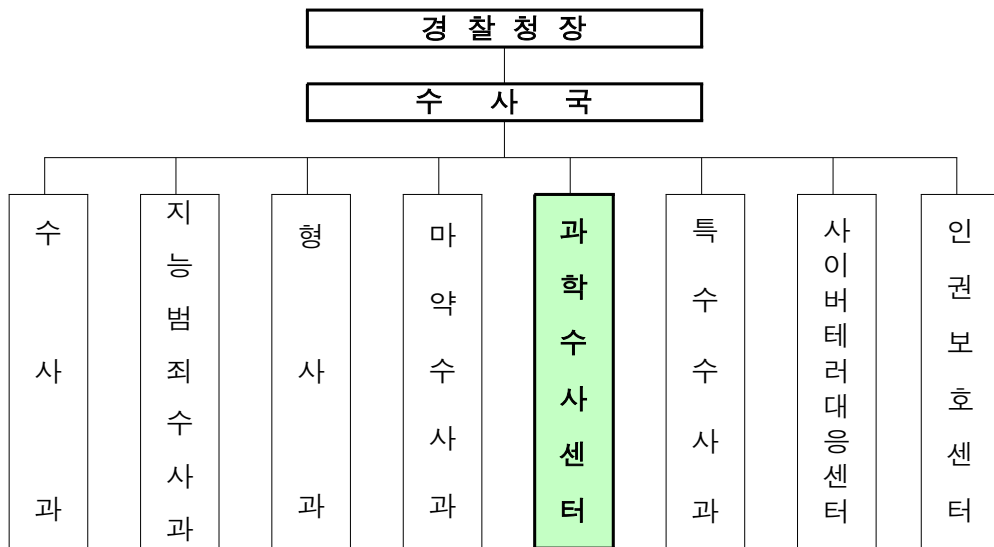 경 찰 청 장
수 사 국
수사과
지능범죄수사과
형사과
마약수사과
과학수사센터
특수수사과
사이버테러대응센터
인권보호센터